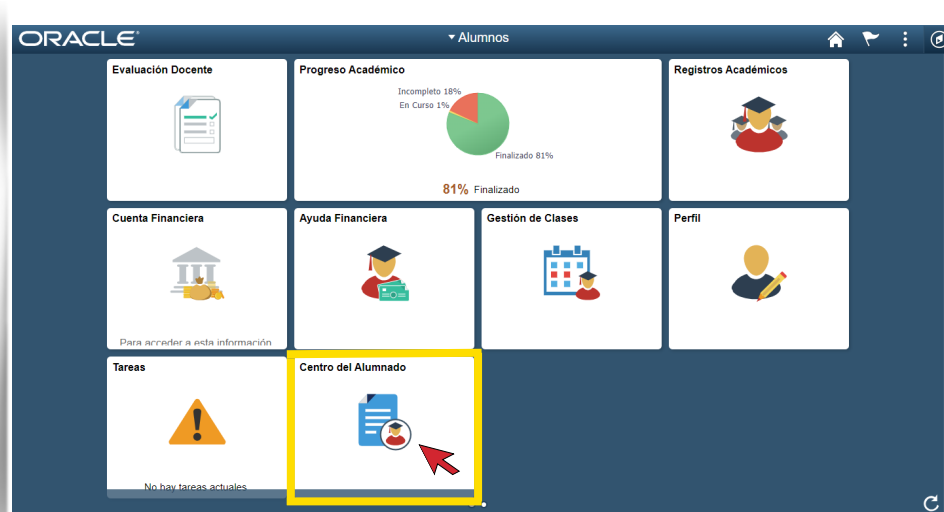 ORACLE
Alumnos
Evaluación Docente
Progreso Académico
Incompleto 18%
En Curso 1%
Finalizado 81%
81% Finalizado
Registros Académicos
Cuenta Financiera
Para acceder a esta información
Ayuda Financiera
Gestión de Clases
Perfil
Tareas
No hay tareas actuales
Centro del Alumnado